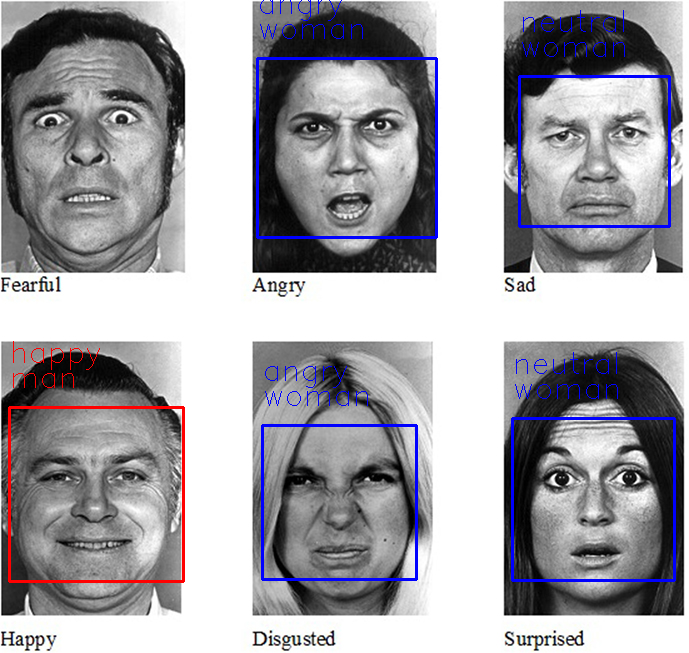 angry
woman
neutral
woman
Fearful
Angry
Sad
happy
man
angry
woman
neutral
woman
Happy
Disgusted
Surprised